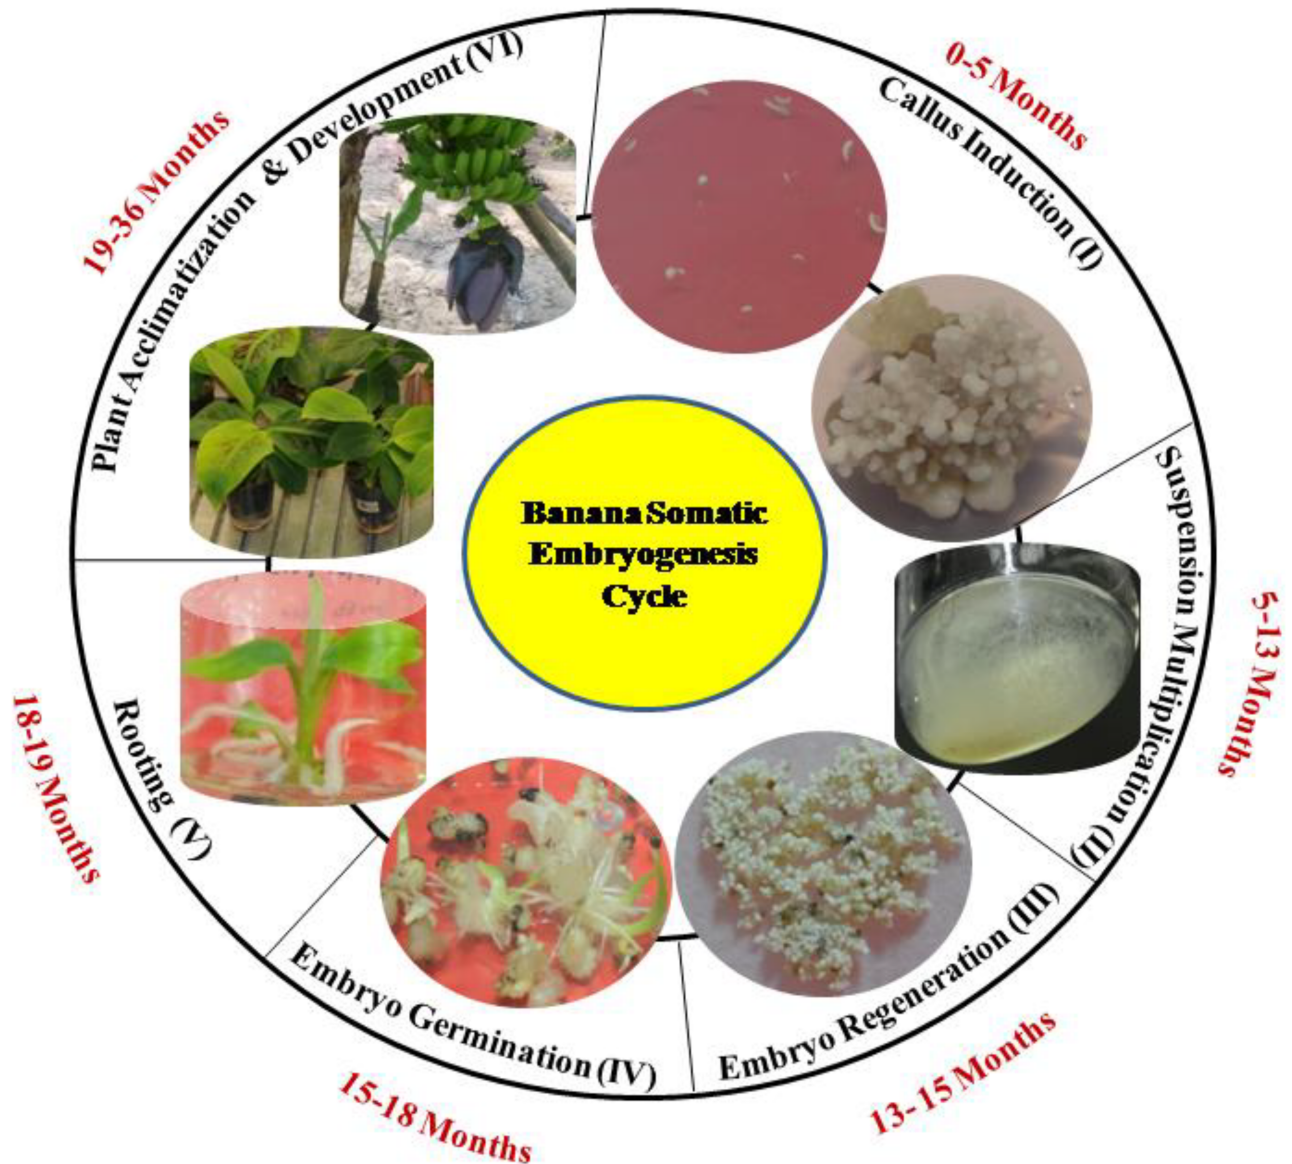 0-5 Months
Callus Induction (I)
Suspension Multiplication (II)
5-13 Months
Embryo Regeneration (III)
13-15 Months
Embryo Germination (IV)
15-18 Months
Rooting (V)
18-19 Months
Plant Acclimatization & Development (VI)
19-36 Months
Banana Somatic
Embryogenesis
Cycle